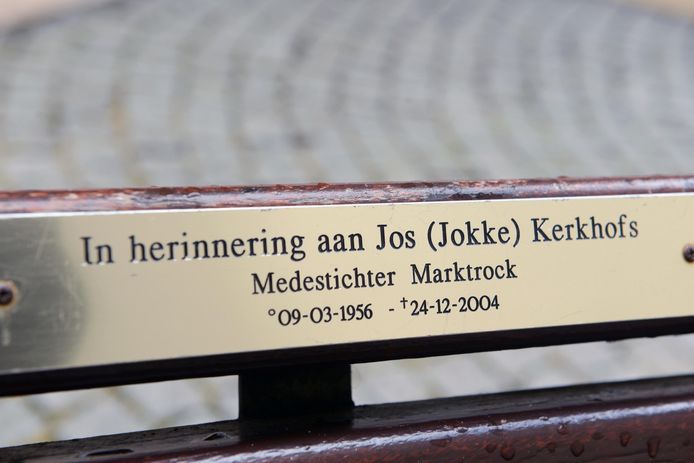 In herinnering aan Jos (Jokke) Kerkhofs
Medestichter Marktrock
°09-03-1956 - †24-12-2004